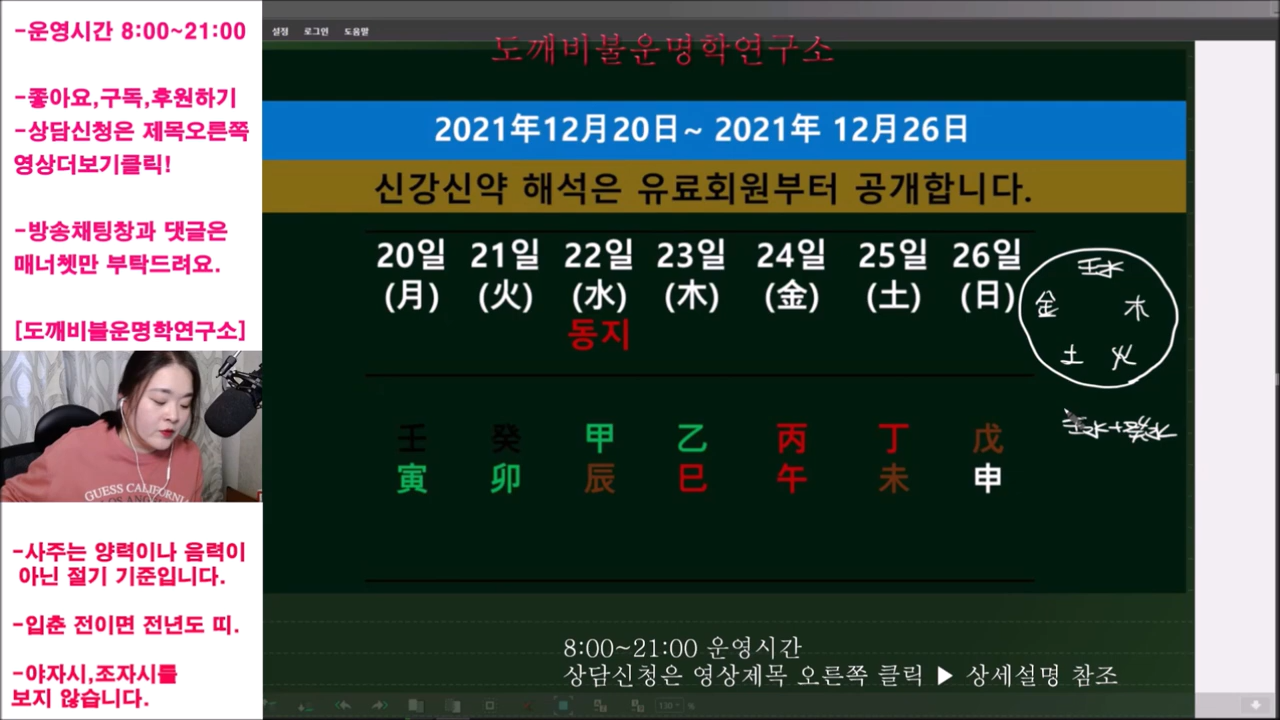 -운영시간 8:00~21:00
-좋아요,구독,후원하기
-상담신청은 제목오른쪽
영상더보기클릭!
-방송채팅창과 댓글은
매너쳇만 부탁드려요.
[도깨비불운명학연구소]
GUESS CALIFORNIA
LOS ANGELES
-사주는 양력이나 음력이
아닌 절기 기준입니다.
-입춘 전이면 전년도 띠.
-야자시,조자시를
보지 않습니다.
설정 로그인 도움말
도깨비불운명학연구소
2021년12月20日~ 2021年 12月26日
신강신약 해석은 유료회원부터 공개합니다.
20일 21일 22일 23일 24일 25일 26일
(月) (火) (水) (木) (金) (土) (日)
동지
壬 癸 甲 乙 丙 丁 戊
寅 卯 辰 巳 午 未 申
壬水
金 木
土 火
壬水+癸水
8:00~21:00 운영시간
상담신청은 영상제목 오른쪽 클릭 ▶ 상세설명 참조
130 %